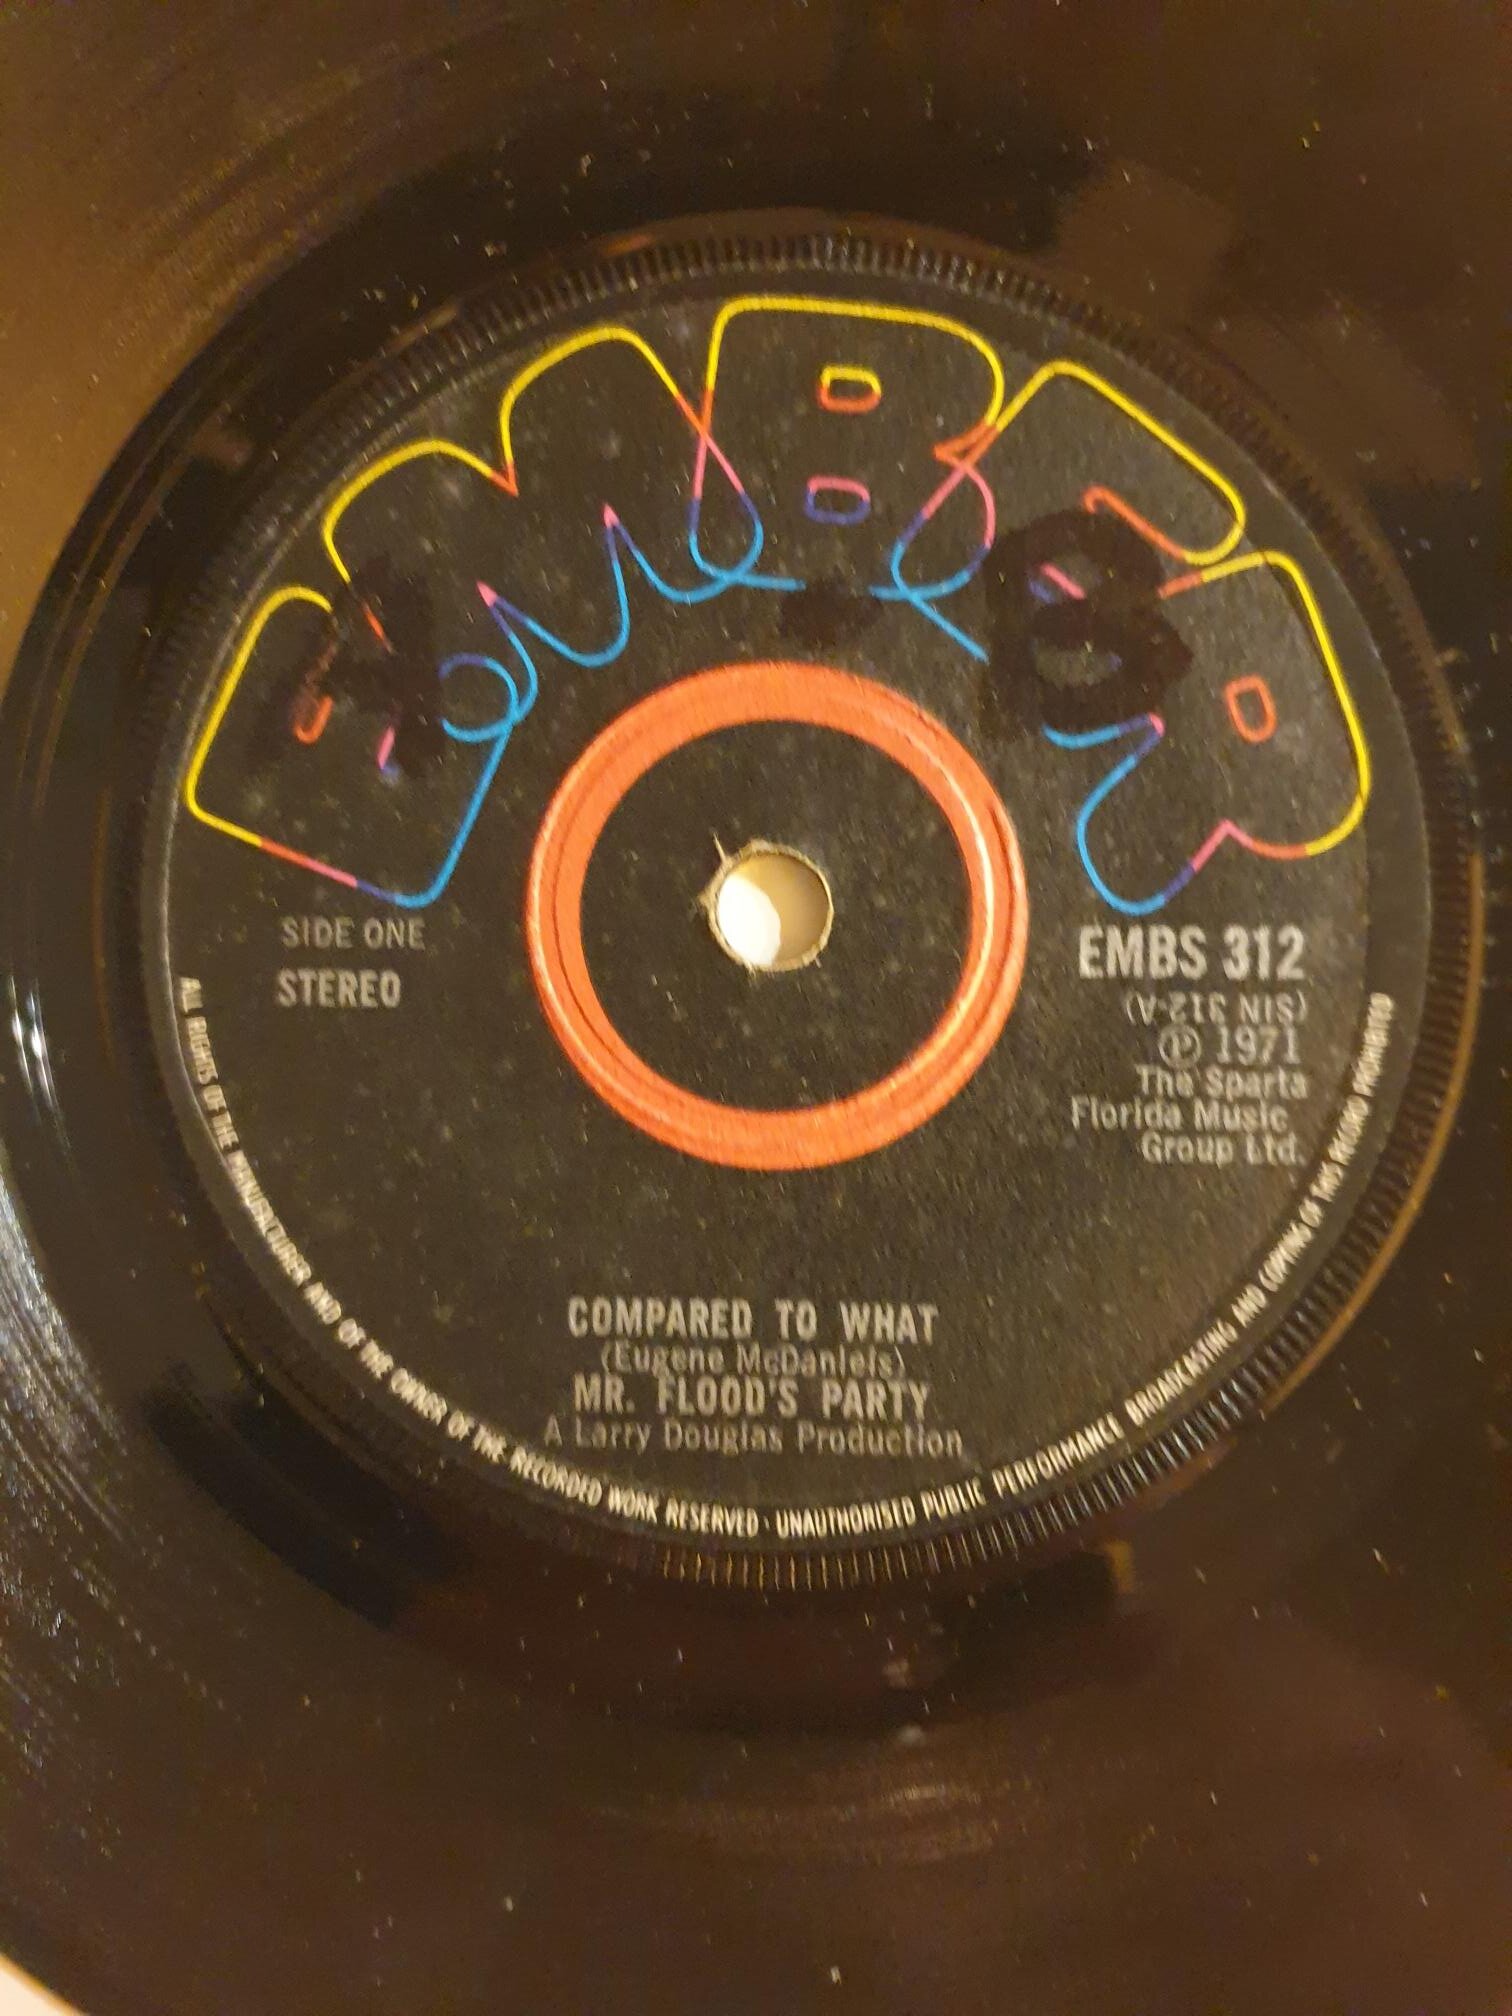 EMBER
SIDE ONE
STEREO
EMBS 312
(SIN 312-A)
Ⓟ 1971
The Sparta
Florida Music
Group Ltd.
COMPARED TO WHAT
(Eugene McDaniels)
MR. FLOOD'S PARTY
A Larry Douglas Production
ALL RIGHTS OF THE MANUFACTURER AND OF THE OWNER OF THE RECORDED WORK RESERVED · UNAUTHORISED PUBLIC PERFORMANCE BROADCASTING AND COPYING OF THIS RECORD PROHIBITED